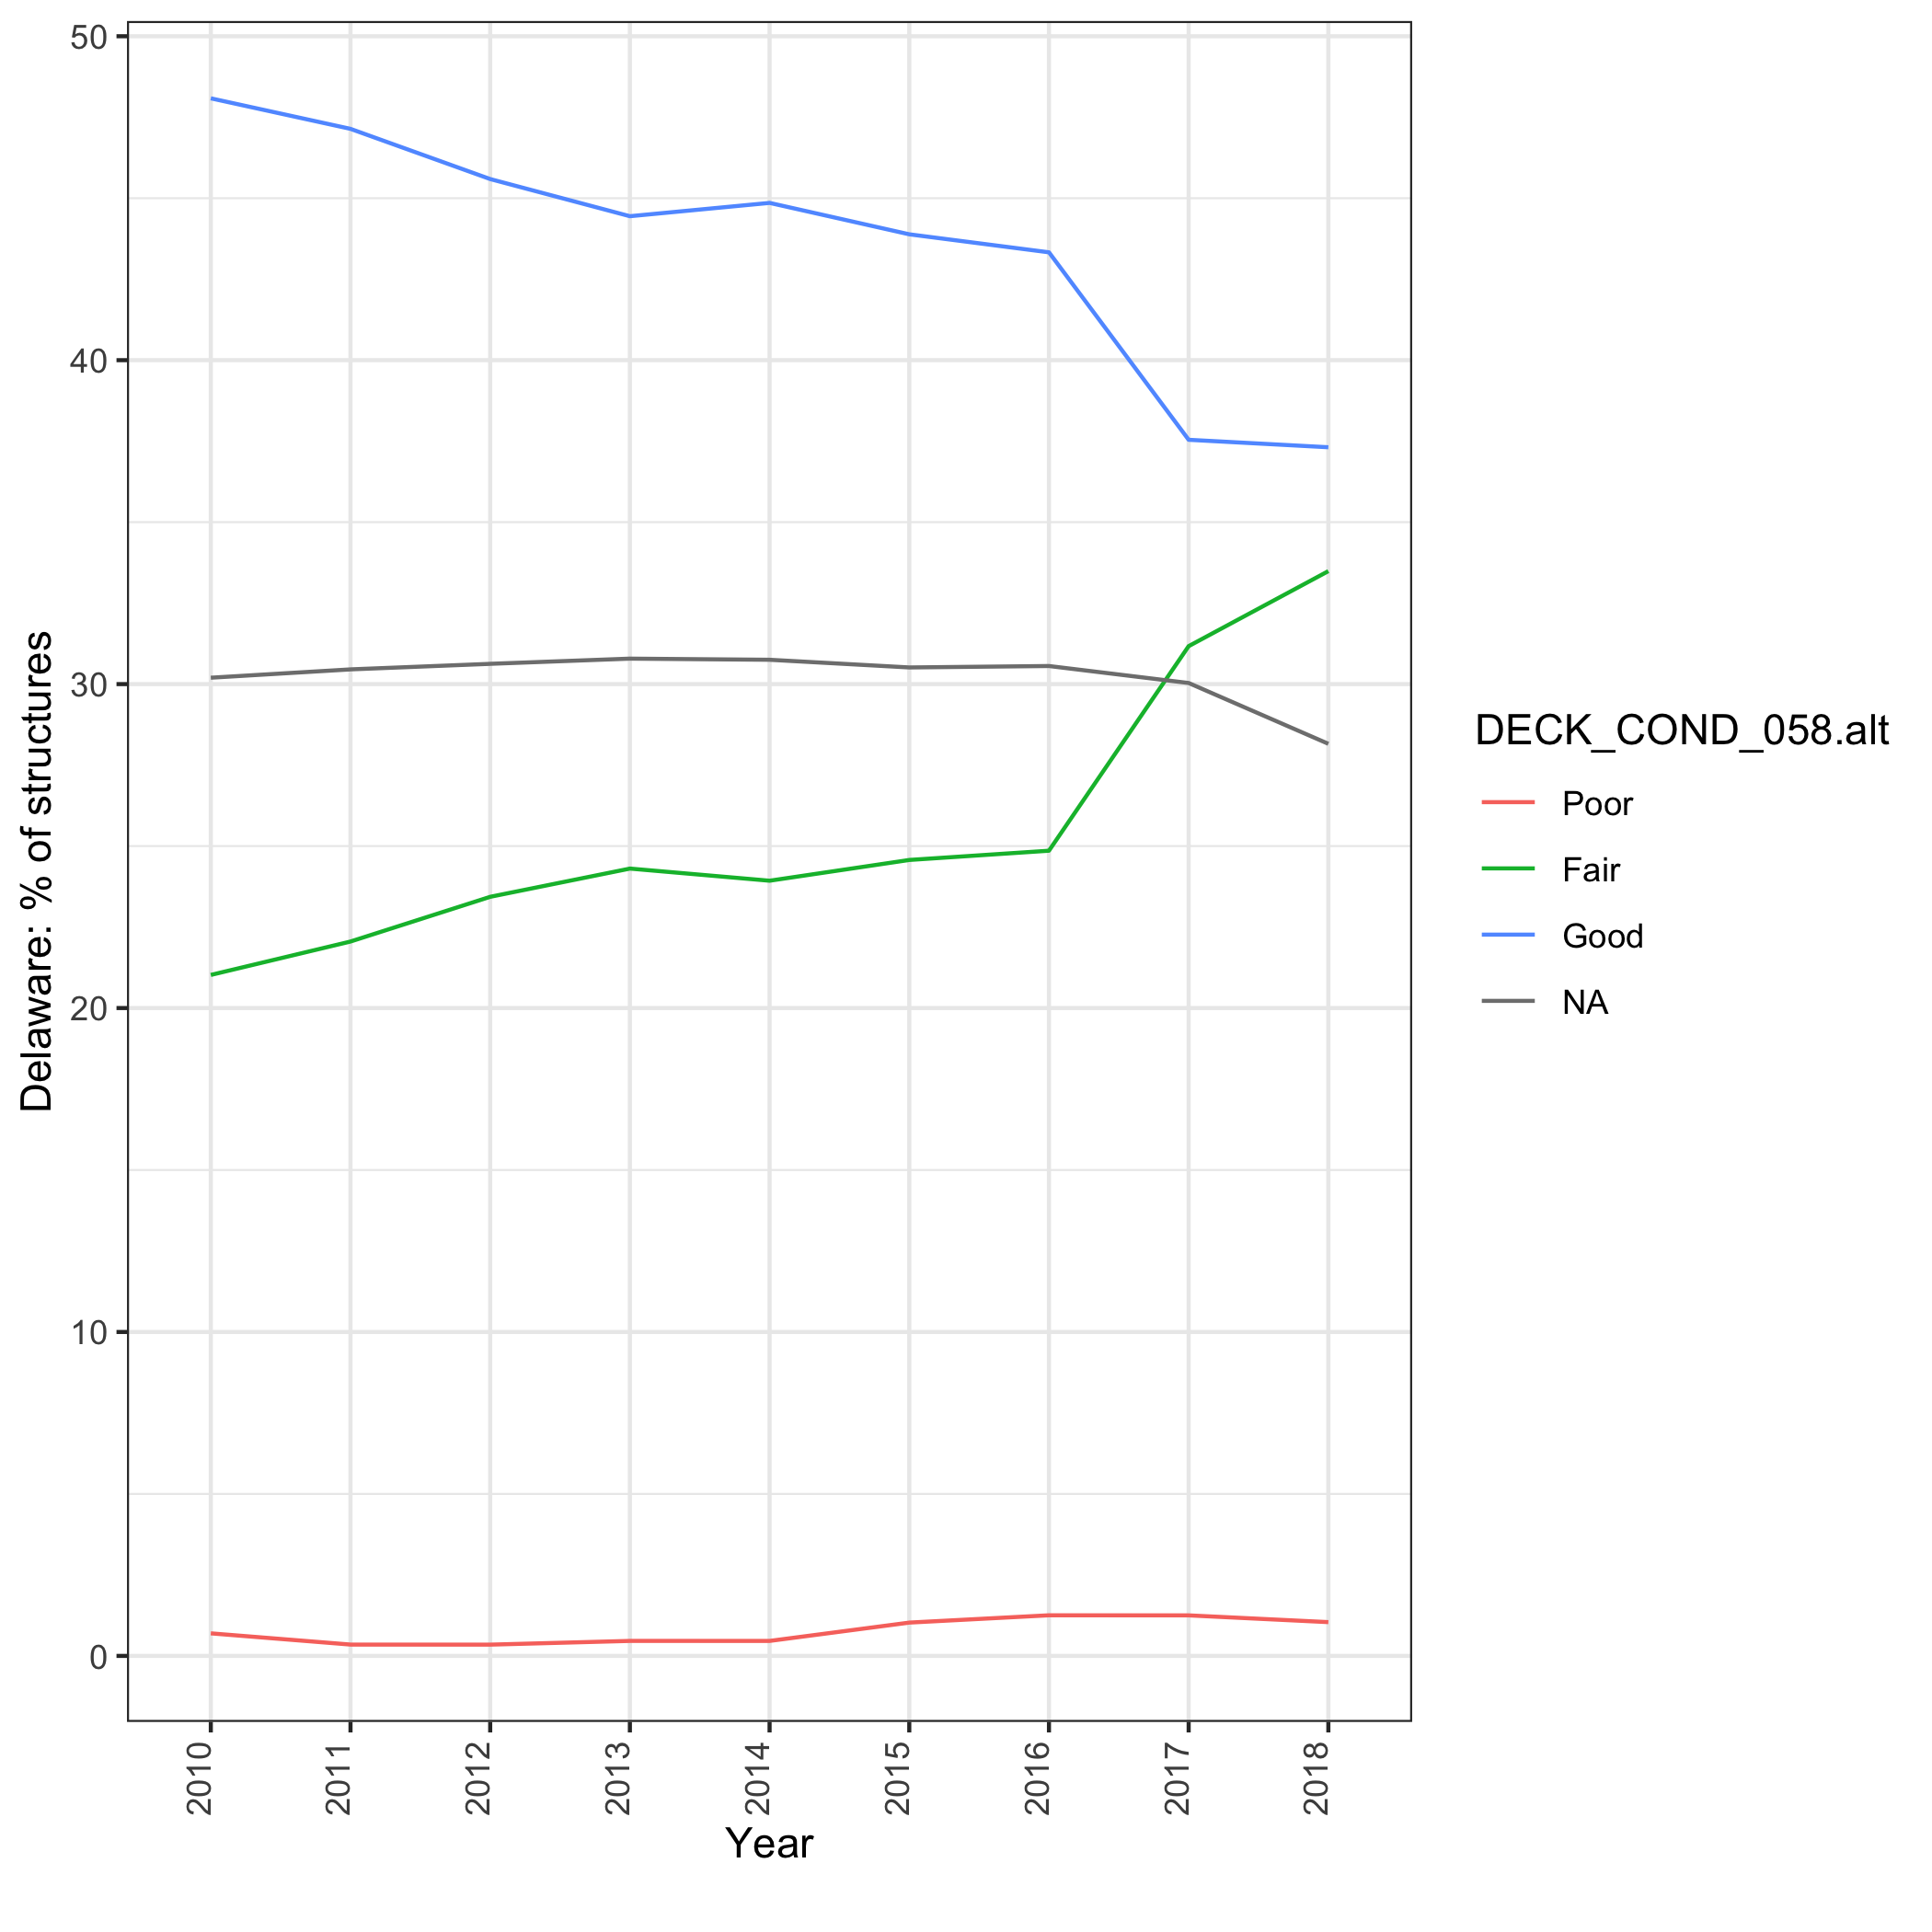 50
40
30
20
10
0
Delaware: % of structures
2010
2011
2012
2013
2014
2015
2016
2017
2018
Year
DECK_COND_058.alt
Poor
Fair
Good
NA